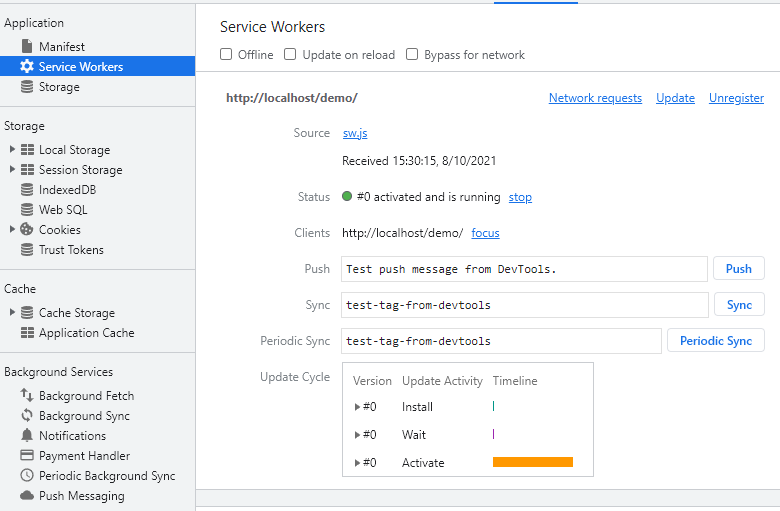 Application
Manifest
Service Workers
Storage
Storage
Local Storage
Session Storage
IndexedDB
Web SQL
Cookies
Trust Tokens
Cache
Cache Storage
Application Cache
Background Services
Background Fetch
Background Sync
Notifications
Payment Handler
Periodic Background Sync
Push Messaging
Service Workers
Offline Update on reload Bypass for network
http://localhost/demo/ Network requests Update Unregister
Source sw.js
Received 15:30:15, 8/10/2021
Status #0 activated and is running stop
Clients http://localhost/demo/ focus
Push Test push message from DevTools. Push
Sync test-tag-from-devtools Sync
Periodic Sync test-tag-from-devtools Periodic Sync
Update Cycle Version Update Activity Timeline
#0 Install
#0 Wait
#0 Activate